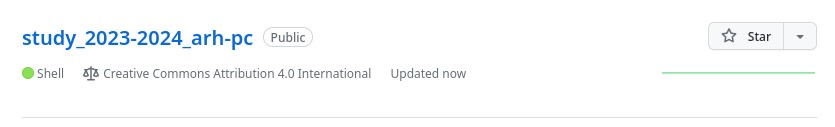 study_2023-2024_arh-pc Public Star
Shell Creative Commons Attribution 4.0 International Updated now